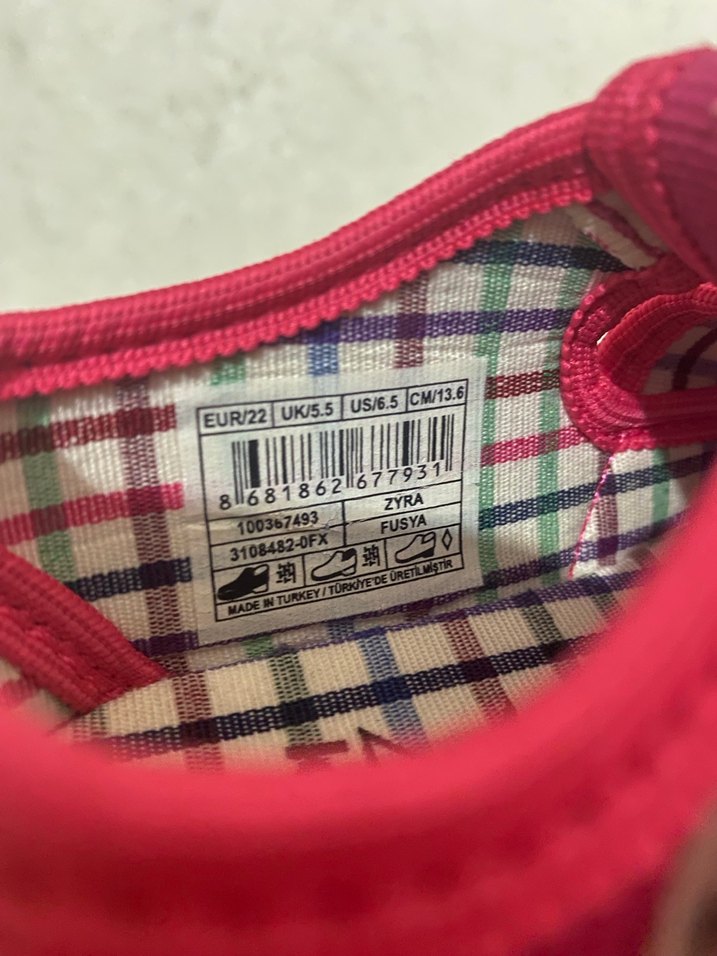 EUR/22 UK/5.5 US/6.5 CM/13.6
8 681862 677931
100367493 ZYRA
3108482-0FX FUSYA
MADE IN TURKEY / TÜRKİYE'DE ÜRETİLMİŞTİR